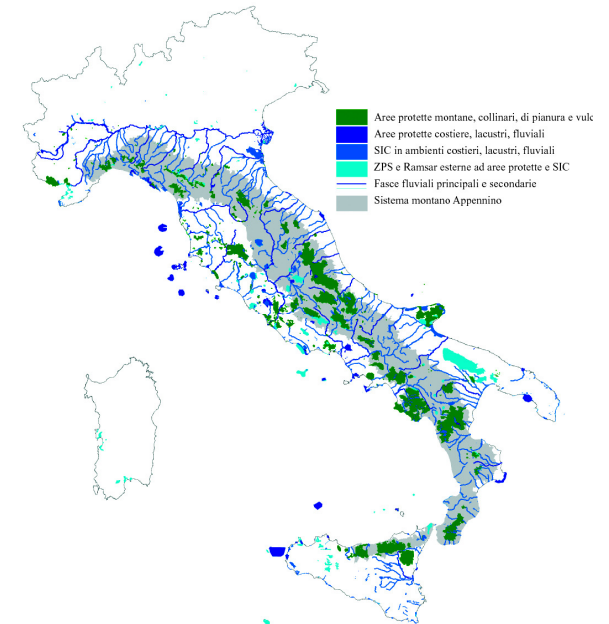 Aree protette montane, collinari, di pianura e vulc
Aree protette costiere, lacustri, fluviali
SIC in ambienti costieri, lacustri, fluviali
ZPS e Ramsar esterne ad aree protette e SIC
Fasce fluviali principali e secondarie
Sistema montano Appennino